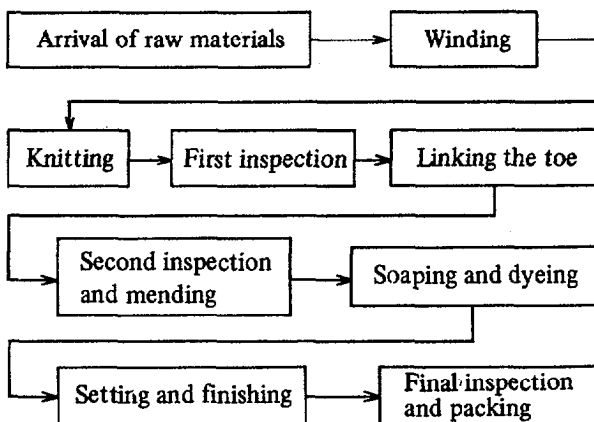 Arrival of raw materials
Winding
Knitting
First inspection
Linking the toe
Second inspection
and mending
Soaping and dyeing
Setting and finishing
Final inspection
and packing